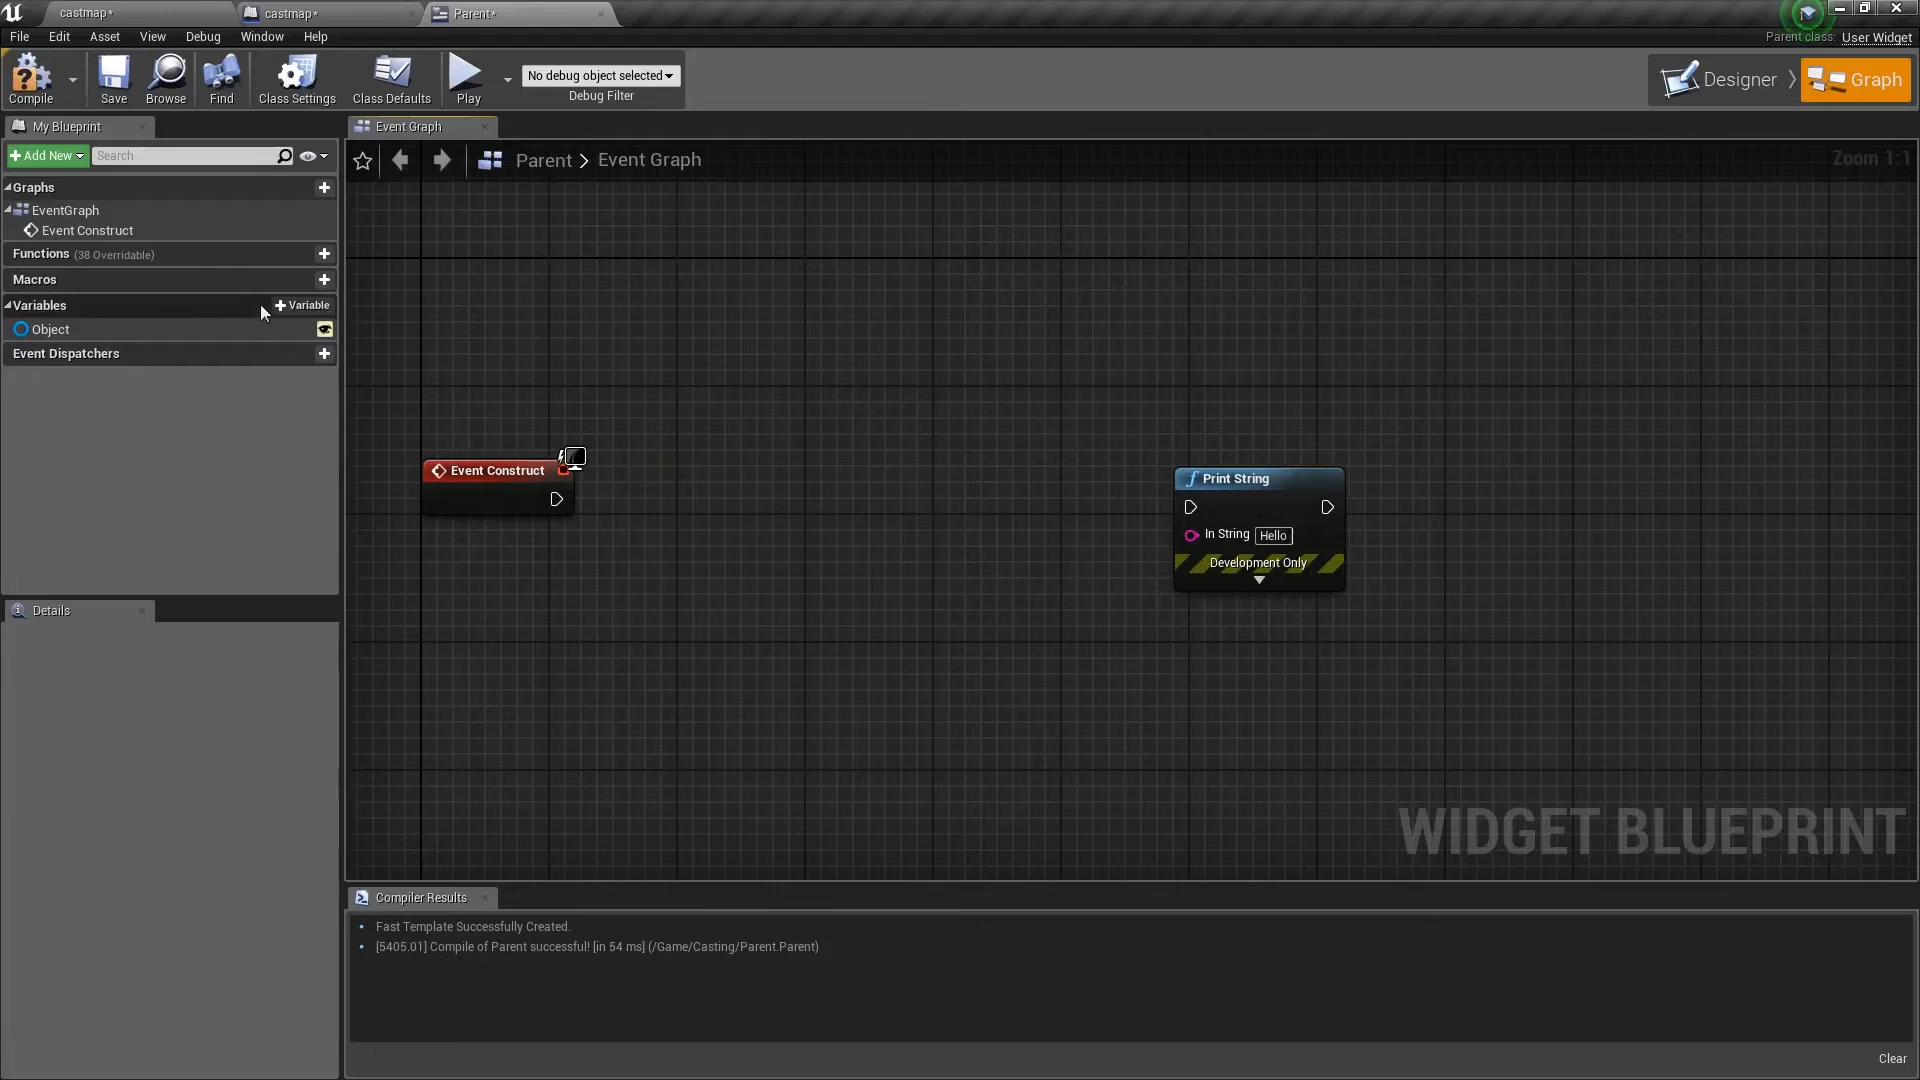 castmap*
castmap*
Parent*
File Edit Asset View Debug Window Help
Parent class: User Widget
Compile
Save
Browse
Find
Class Settings
Class Defaults
Play
No debug object selected
Debug Filter
Designer
Graph
My Blueprint
Event Graph
Add New
Search
Parent > Event Graph
Zoom 1:1
Graphs
EventGraph
Event Construct
Functions (38 Overridable)
Macros
Variables
Variable
Object
Event Dispatchers
Event Construct
Print String
In String Hello
Development Only
Details
WIDGET BLUEPRINT
Compiler Results
Fast Template Successfully Created.
[5405.01] Compile of Parent successful! [in 54 ms] (/Game/Casting/Parent.Parent)
Clear